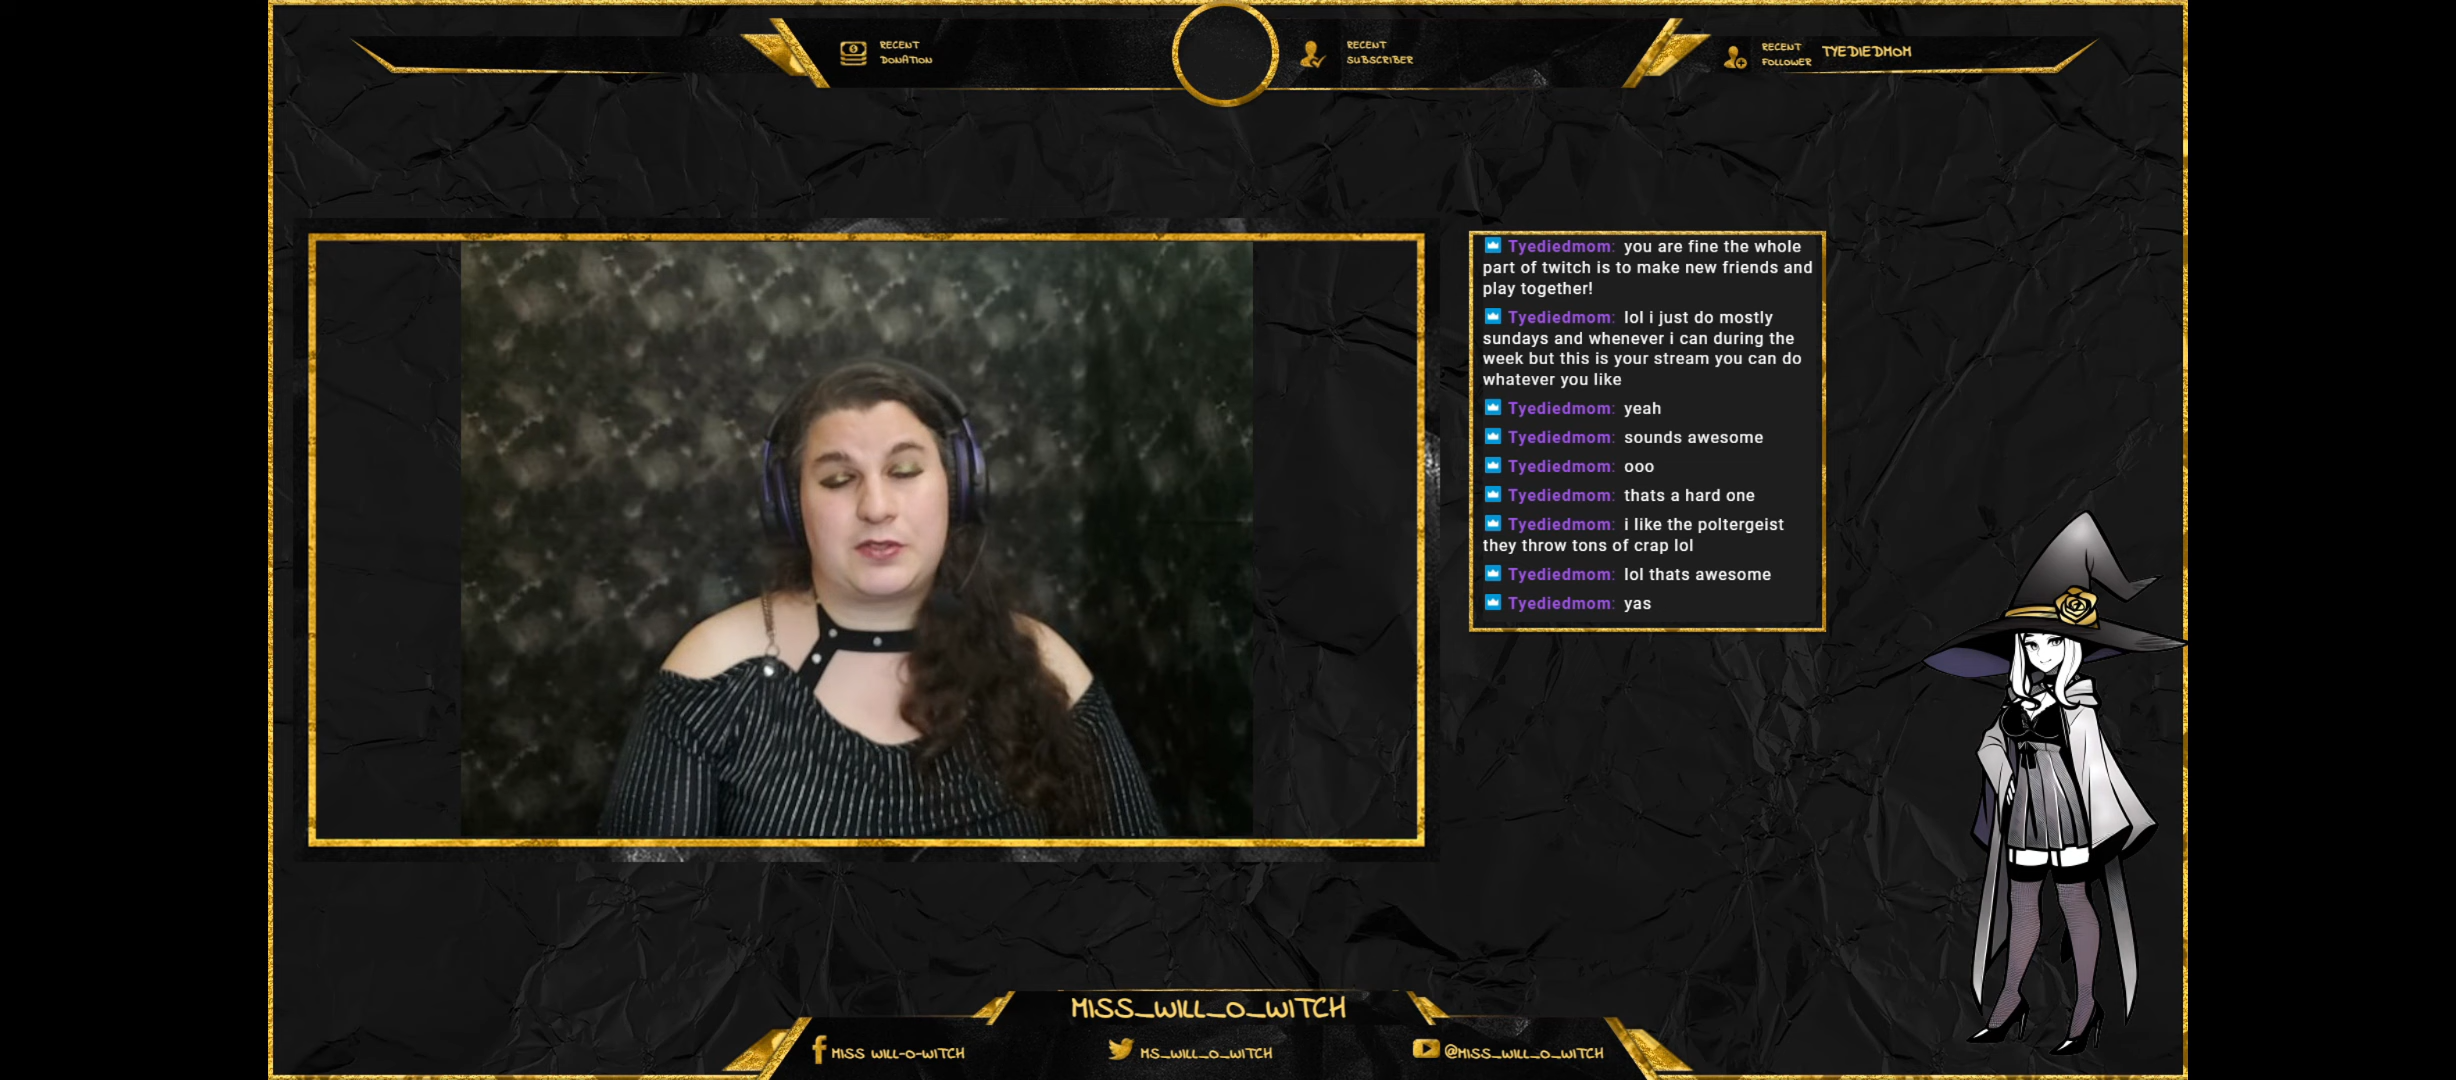 RECENT
DONATION
RECENT
SUBSCRIBER
RECENT
FOLLOWER
TYEDIEDMOM
Tyediedmom: you are fine the whole
part of twitch is to make new friends and
play together!
Tyediedmom: lol i just do mostly
sundays and whenever i can during the
week but this is your stream you can do
whatever you like
Tyediedmom: yeah
Tyediedmom: sounds awesome
Tyediedmom: ooo
Tyediedmom: thats a hard one
Tyediedmom: i like the poltergeist
they throw tons of crap lol
Tyediedmom: lol thats awesome
Tyediedmom: yas
MISS_WILL_O_WITCH
MISS WILL-O-WITCH
MS_WILL_O_WITCH
@MISS_WILL_O_WITCH